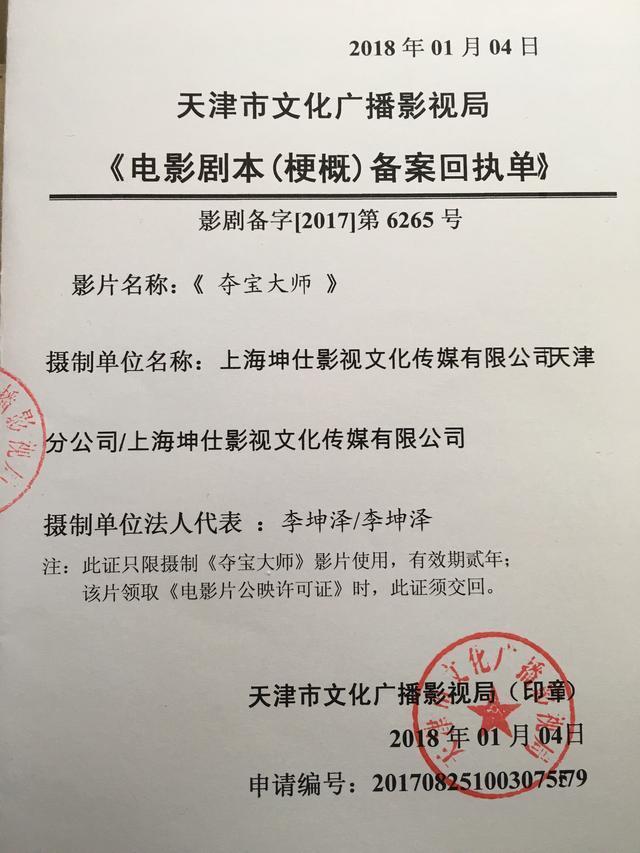 2018 年 01 月 04 日
天津市文化广播影视局
《电影剧本(梗概)备案回执单》
影剧备字[2017]第 6265 号
影片名称：《 夺宝大师 》
摄制单位名称：上海坤仕影视文化传媒有限公司天津
分公司/上海坤仕影视文化传媒有限公司
摄制单位法人代表 ：李坤泽/李坤泽
注：此证只限摄制《夺宝大师》影片使用，有效期贰年；
该片领取《电影片公映许可证》时，此证须交回。
天津市文化广播影视局（印章）
2018 年 01 月 04日
申请编号：
天津市文化广播影视局